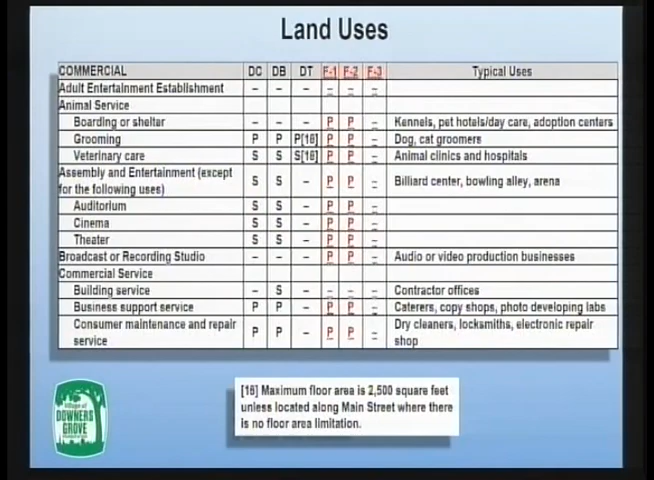 Land Uses
COMMERCIAL DC DB DT F-1 F-2 F-3 Typical Uses
Adult Entertainment Establishment – – – – – –
Animal Service
Boarding or shelter – – – P P – Kennels, pet hotels/day care, adoption centers
Grooming P P P[16] P P – Dog, cat groomers
Veterinary care S S S[16] P P – Animal clinics and hospitals
Assembly and Entertainment (except
for the following uses) S S – P P – Billiard center, bowling alley, arena
Auditorium S S – P P –
Cinema S S – P P –
Theater S S – P P –
Broadcast or Recording Studio – – – P P – Audio or video production businesses
Commercial Service
Building service – S – – – – Contractor offices
Business support service P P – P P – Caterers, copy shops, photo developing labs
Consumer maintenance and repair
service P P – P P – Dry cleaners, locksmiths, electronic repair
shop
[16] Maximum floor area is 2,500 square feet
unless located along Main Street where there
is no floor area limitation.
Village of
DOWNERS
GROVE